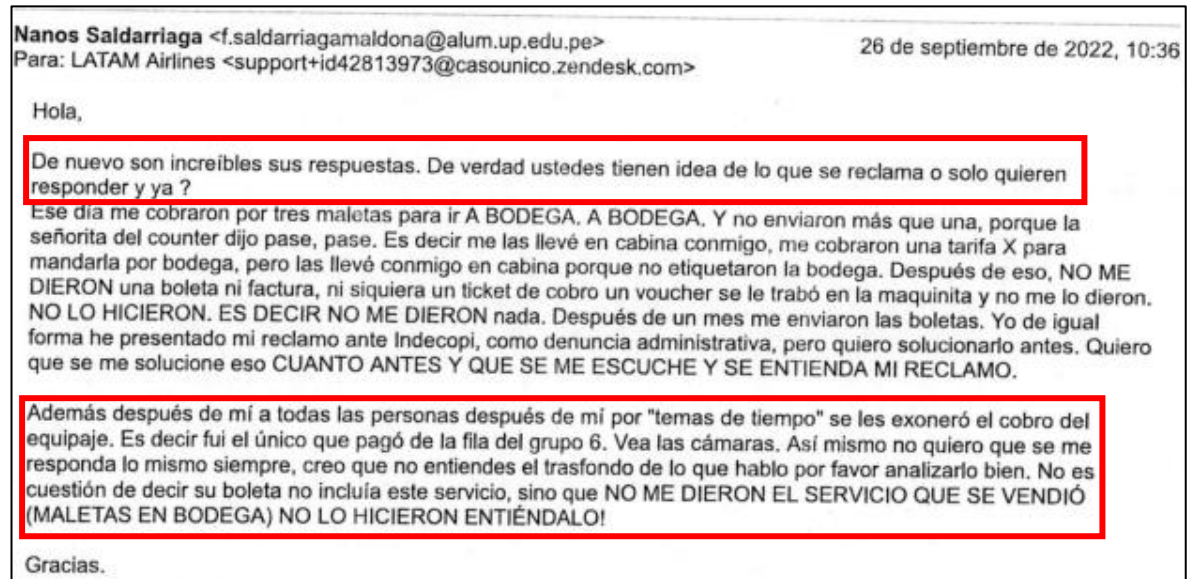 Nanos Saldarriaga <f.saldarriagamaldona@alum.up.edu.pe>
26 de septiembre de 2022, 10:36
Para: LATAM Airlines <support+id42813973@casounico.zendesk.com>
Hola,
De nuevo son increíbles sus respuestas. De verdad ustedes tienen idea de lo que se reclama o solo quieren
responder y ya ?
Ese día me cobraron por tres maletas para ir A BODEGA. A BODEGA. Y no enviaron más que una, porque la
señorita del counter dijo pase, pase. Es decir me las llevé en cabina conmigo, me cobraron una tarifa X para
mandarla por bodega, pero las llevé conmigo en cabina porque no etiquetaron la bodega. Después de eso, NO ME
DIERON una boleta ni factura, ni siquiera un ticket de cobro un voucher se le trabó en la maquinita y no me lo dieron.
NO LO HICIERON. ES DECIR NO ME DIERON nada. Después de un mes me enviaron las boletas. Yo de igual
forma he presentado mi reclamo ante Indecopi, como denuncia administrativa, pero quiero solucionarlo antes. Quiero
que se me solucione eso CUANTO ANTES Y QUE SE ME ESCUCHE Y SE ENTIENDA MI RECLAMO.
Además después de mí a todas las personas después de mí por "temas de tiempo" se les exoneró el cobro del
equipaje. Es decir fui el único que pagó de la fila del grupo 6. Vea las cámaras. Así mismo no quiero que se me
responda lo mismo siempre, creo que no entiendes el trasfondo de lo que hablo por favor analizarlo bien. No es
cuestión de decir su boleta no incluía este servicio, sino que NO ME DIERON EL SERVICIO QUE SE VENDIÓ
(MALETAS EN BODEGA) NO LO HICIERON ENTIÉNDALO!
Gracias.